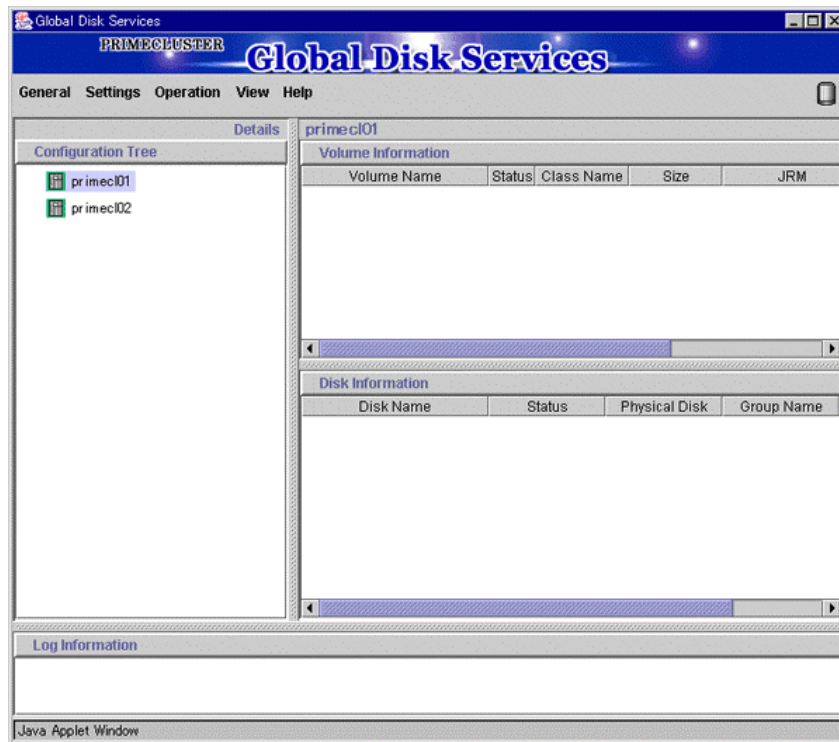 Global Disk Services
PRIMECLUSTER
Global Disk Services
General Settings Operation View Help
Details
Configuration Tree
primecl01
primecl02
primecl01
Volume Information
Volume Name Status Class Name Size JRM
Disk Information
Disk Name Status Physical Disk Group Name
Log Information
Java Applet Window